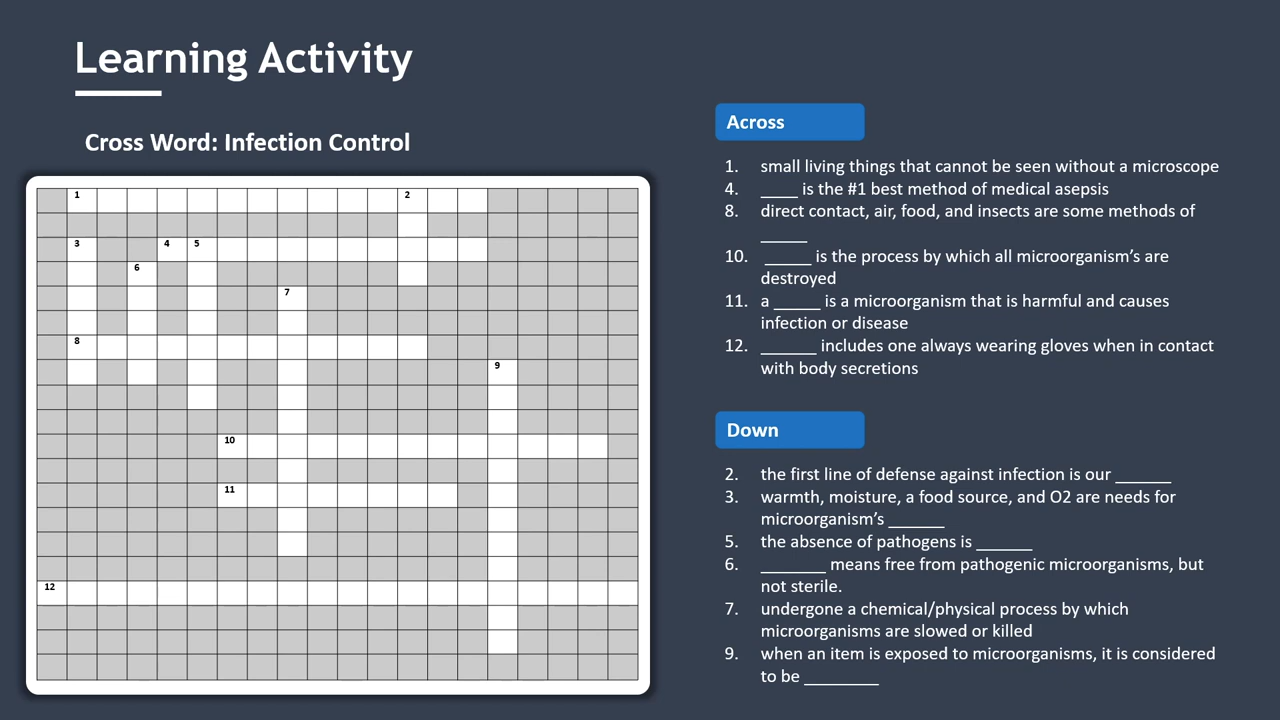 Learning Activity
Cross Word: Infection Control
1 2
3 4 5
6
7
8
9
10
11
12
Across
1. small living things that cannot be seen without a microscope
4. ____ is the #1 best method of medical asepsis
8. direct contact, air, food, and insects are some methods of
_____
10. _____ is the process by which all microorganism's are
destroyed
11. a _____ is a microorganism that is harmful and causes
infection or disease
12. ______ includes one always wearing gloves when in contact
with body secretions
Down
2. the first line of defense against infection is our ______
3. warmth, moisture, a food source, and O2 are needs for
microorganism's ______
5. the absence of pathogens is ______
6. _______ means free from pathogenic microorganisms, but
not sterile.
7. undergone a chemical/physical process by which
microorganisms are slowed or killed
9. when an item is exposed to microorganisms, it is considered
to be ________